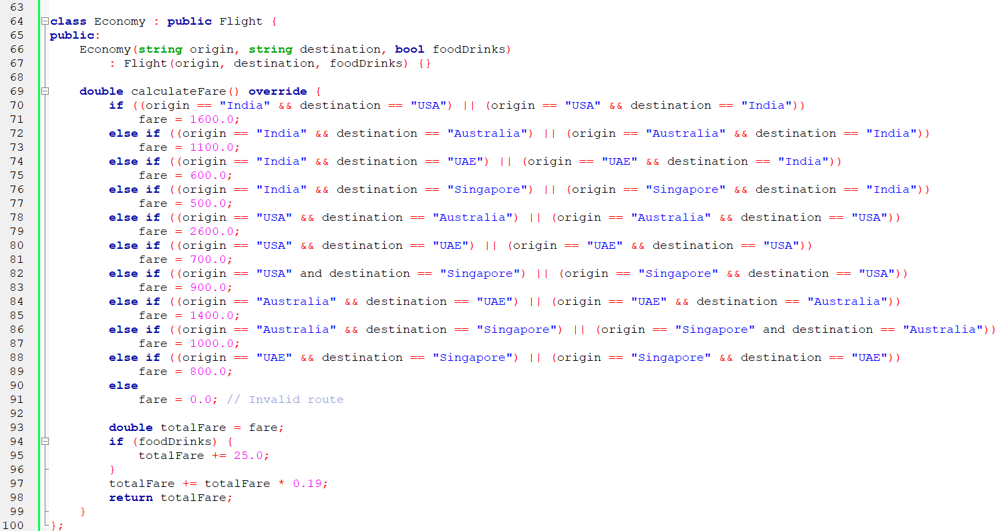 63
64 class Economy : public Flight {
65 public:
66     Economy(string origin, string destination, bool foodDrinks)
67         : Flight(origin, destination, foodDrinks) {}
68
69     double calculateFare() override {
70         if ((origin == "India" && destination == "USA") || (origin == "USA" && destination == "India"))
71             fare = 1600.0;
72         else if ((origin == "India" && destination == "Australia") || (origin == "Australia" && destination == "India"))
73             fare = 1100.0;
74         else if ((origin == "India" && destination == "UAE") || (origin == "UAE" && destination == "India"))
75             fare = 600.0;
76         else if ((origin == "India" && destination == "Singapore") || (origin == "Singapore" && destination == "India"))
77             fare = 500.0;
78         else if ((origin == "USA" && destination == "Australia") || (origin == "Australia" && destination == "USA"))
79             fare = 2600.0;
80         else if ((origin == "USA" && destination == "UAE") || (origin == "UAE" && destination == "USA"))
81             fare = 700.0;
82         else if ((origin == "USA" and destination == "Singapore") || (origin == "Singapore" && destination == "USA"))
83             fare = 900.0;
84         else if ((origin == "Australia" && destination == "UAE") || (origin == "UAE" && destination == "Australia"))
85             fare = 1400.0;
86         else if ((origin == "Australia" && destination == "Singapore") || (origin == "Singapore" and destination == "Australia"))
87             fare = 1000.0;
88         else if ((origin == "UAE" && destination == "Singapore") || (origin == "Singapore" && destination == "UAE"))
89             fare = 800.0;
90         else
91             fare = 0.0; // Invalid route
92
93         double totalFare = fare;
94         if (foodDrinks) {
95             totalFare += 25.0;
96         }
97         totalFare += totalFare * 0.19;
98         return totalFare;
99     }
100 };